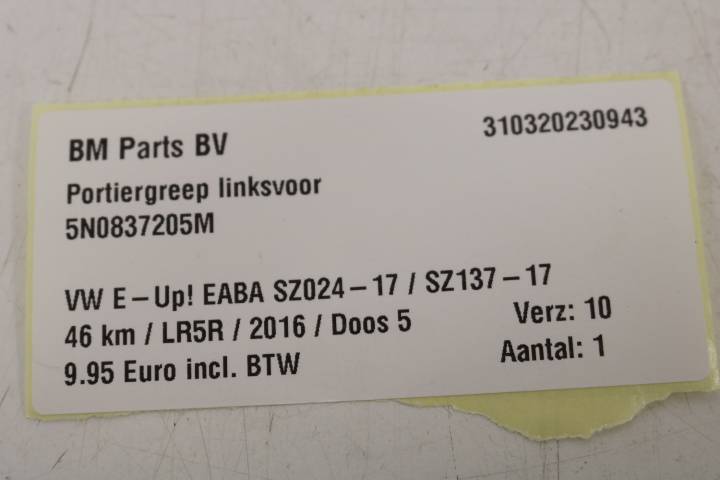 BM Parts BV
310320230943
Portiergreep linksvoor
5N0837205M
VW E-Up! EABA SZ024-17 / SZ137-17
46 km / LR5R / 2016 / Doos 5
Verz: 10
9.95 Euro incl. BTW
Aantal: 1